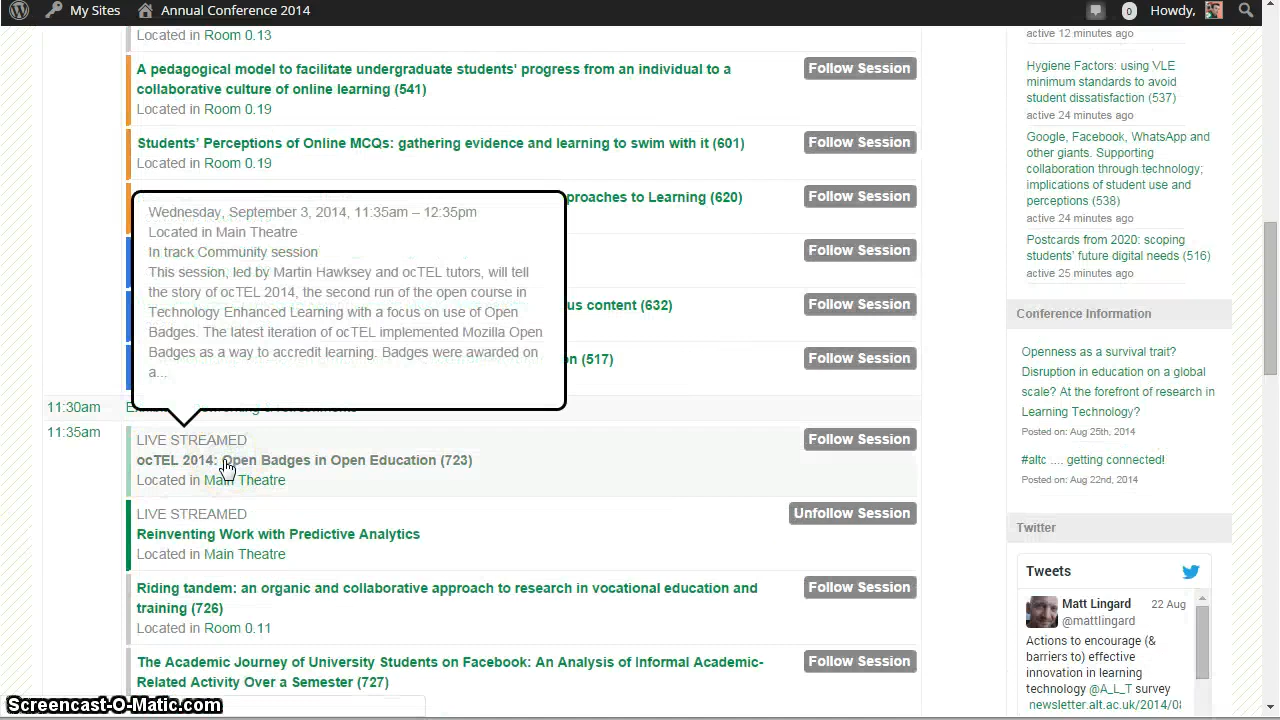 My Sites
Annual Conference 2014
0
Howdy,
Located in Room 0.13
A pedagogical model to facilitate undergraduate students' progress from an individual to a
collaborative culture of online learning (541)
Located in Room 0.19
Follow Session
Students' Perceptions of Online MCQs: gathering evidence and learning to swim with it (601)
Located in Room 0.19
Follow Session
proaches to Learning (620)
Follow Session
Follow Session
us content (632)
Follow Session
n (517)
Follow Session
Wednesday, September 3, 2014, 11:35am – 12:35pm
Located in Main Theatre
In track Community session
This session, led by Martin Hawksey and ocTEL tutors, will tell
the story of ocTEL 2014, the second run of the open course in
Technology Enhanced Learning with a focus on use of Open
Badges. The latest iteration of ocTEL implemented Mozilla Open
Badges as a way to accredit learning. Badges were awarded on
a...
11:30am
11:35am
LIVE STREAMED
ocTEL 2014: Open Badges in Open Education (723)
Located in Main Theatre
Follow Session
LIVE STREAMED
Reinventing Work with Predictive Analytics
Located in Main Theatre
Unfollow Session
Riding tandem: an organic and collaborative approach to research in vocational education and
training (726)
Located in Room 0.11
Follow Session
The Academic Journey of University Students on Facebook: An Analysis of Informal Academic-
Related Activity Over a Semester (727)
Follow Session
active 12 minutes ago
Hygiene Factors: using VLE
minimum standards to avoid
student dissatisfaction (537)
active 24 minutes ago
Google, Facebook, WhatsApp and
other giants. Supporting
collaboration through technology;
implications of student use and
perceptions (538)
active 24 minutes ago
Postcards from 2020: scoping
students' future digital needs (516)
active 25 minutes ago
Conference Information
Openness as a survival trait?
Disruption in education on a global
scale? At the forefront of research in
Learning Technology?
Posted on: Aug 25th, 2014
#altc .... getting connected!
Posted on: Aug 22nd, 2014
Twitter
Tweets
Matt Lingard 22 Aug
@mattlingard
Actions to encourage (&
barriers to) effective
innovation in learning
technology @A_L_T survey
newsletter.alt.ac.uk/2014/08
Screencast-O-Matic.com